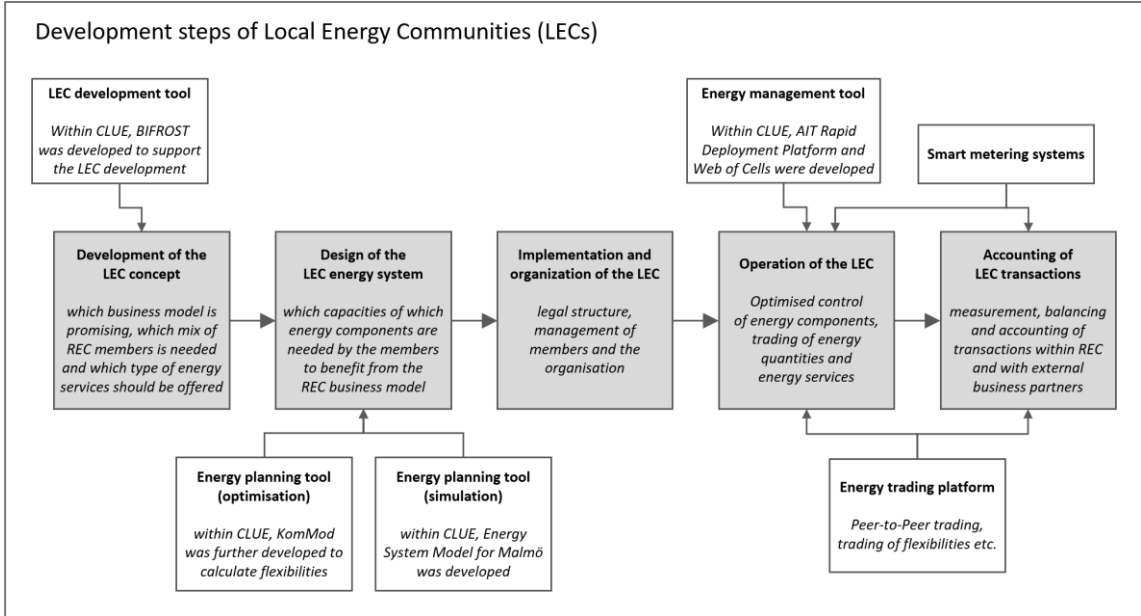 Development steps of Local Energy Communities (LECs)
LEC development tool
Within CLUE, BIFROST
was developed to support
the LEC development
Energy management tool
Within CLUE, AIT Rapid
Deployment Platform and
Web of Cells were developed
Smart metering systems
Development of the
LEC concept
which business model is
promising, which mix of
REC members is needed
and which type of energy
services should be offered
Design of the
LEC energy system
which capacities of which
energy components are
needed by the members
to benefit from the
REC business model
Implementation and
organization of the LEC
legal structure,
management of
members and the
organisation
Operation of the LEC
Optimised control
of energy components,
trading of energy
quantities and
energy services
Accounting of
LEC transactions
measurement, balancing
and accounting of
transactions within REC
and with external
business partners
Energy planning tool
(optimisation)
within CLUE, KomMod
was further developed to
calculate flexibilities
Energy planning tool
(simulation)
within CLUE, Energy
System Model for Malmö
was developed
Energy trading platform
Peer-to-Peer trading,
trading of flexibilities etc.